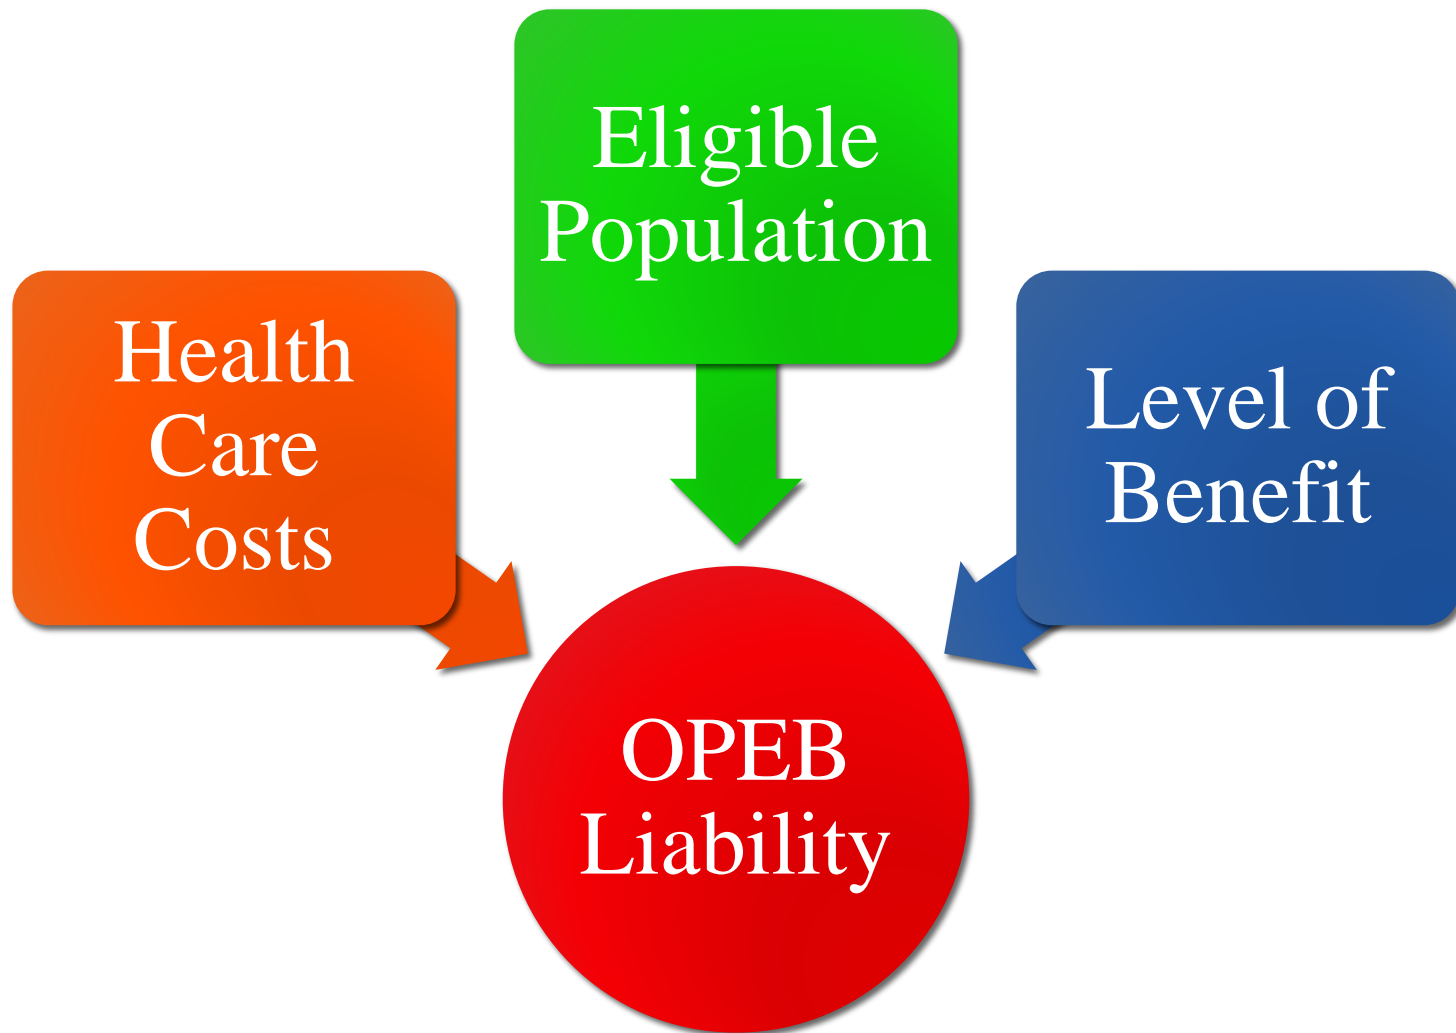 Eligible
Population
Health
Care
Costs
Level of
Benefit
OPEB
Liability